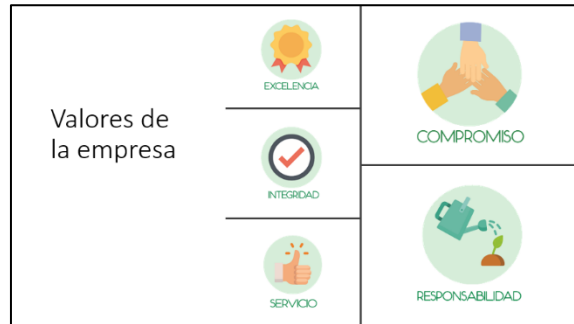 Valores de
la empresa
EXCELENCIA
INTEGRIDAD
SERVICIO
COMPROMISO
RESPONSABILIDAD